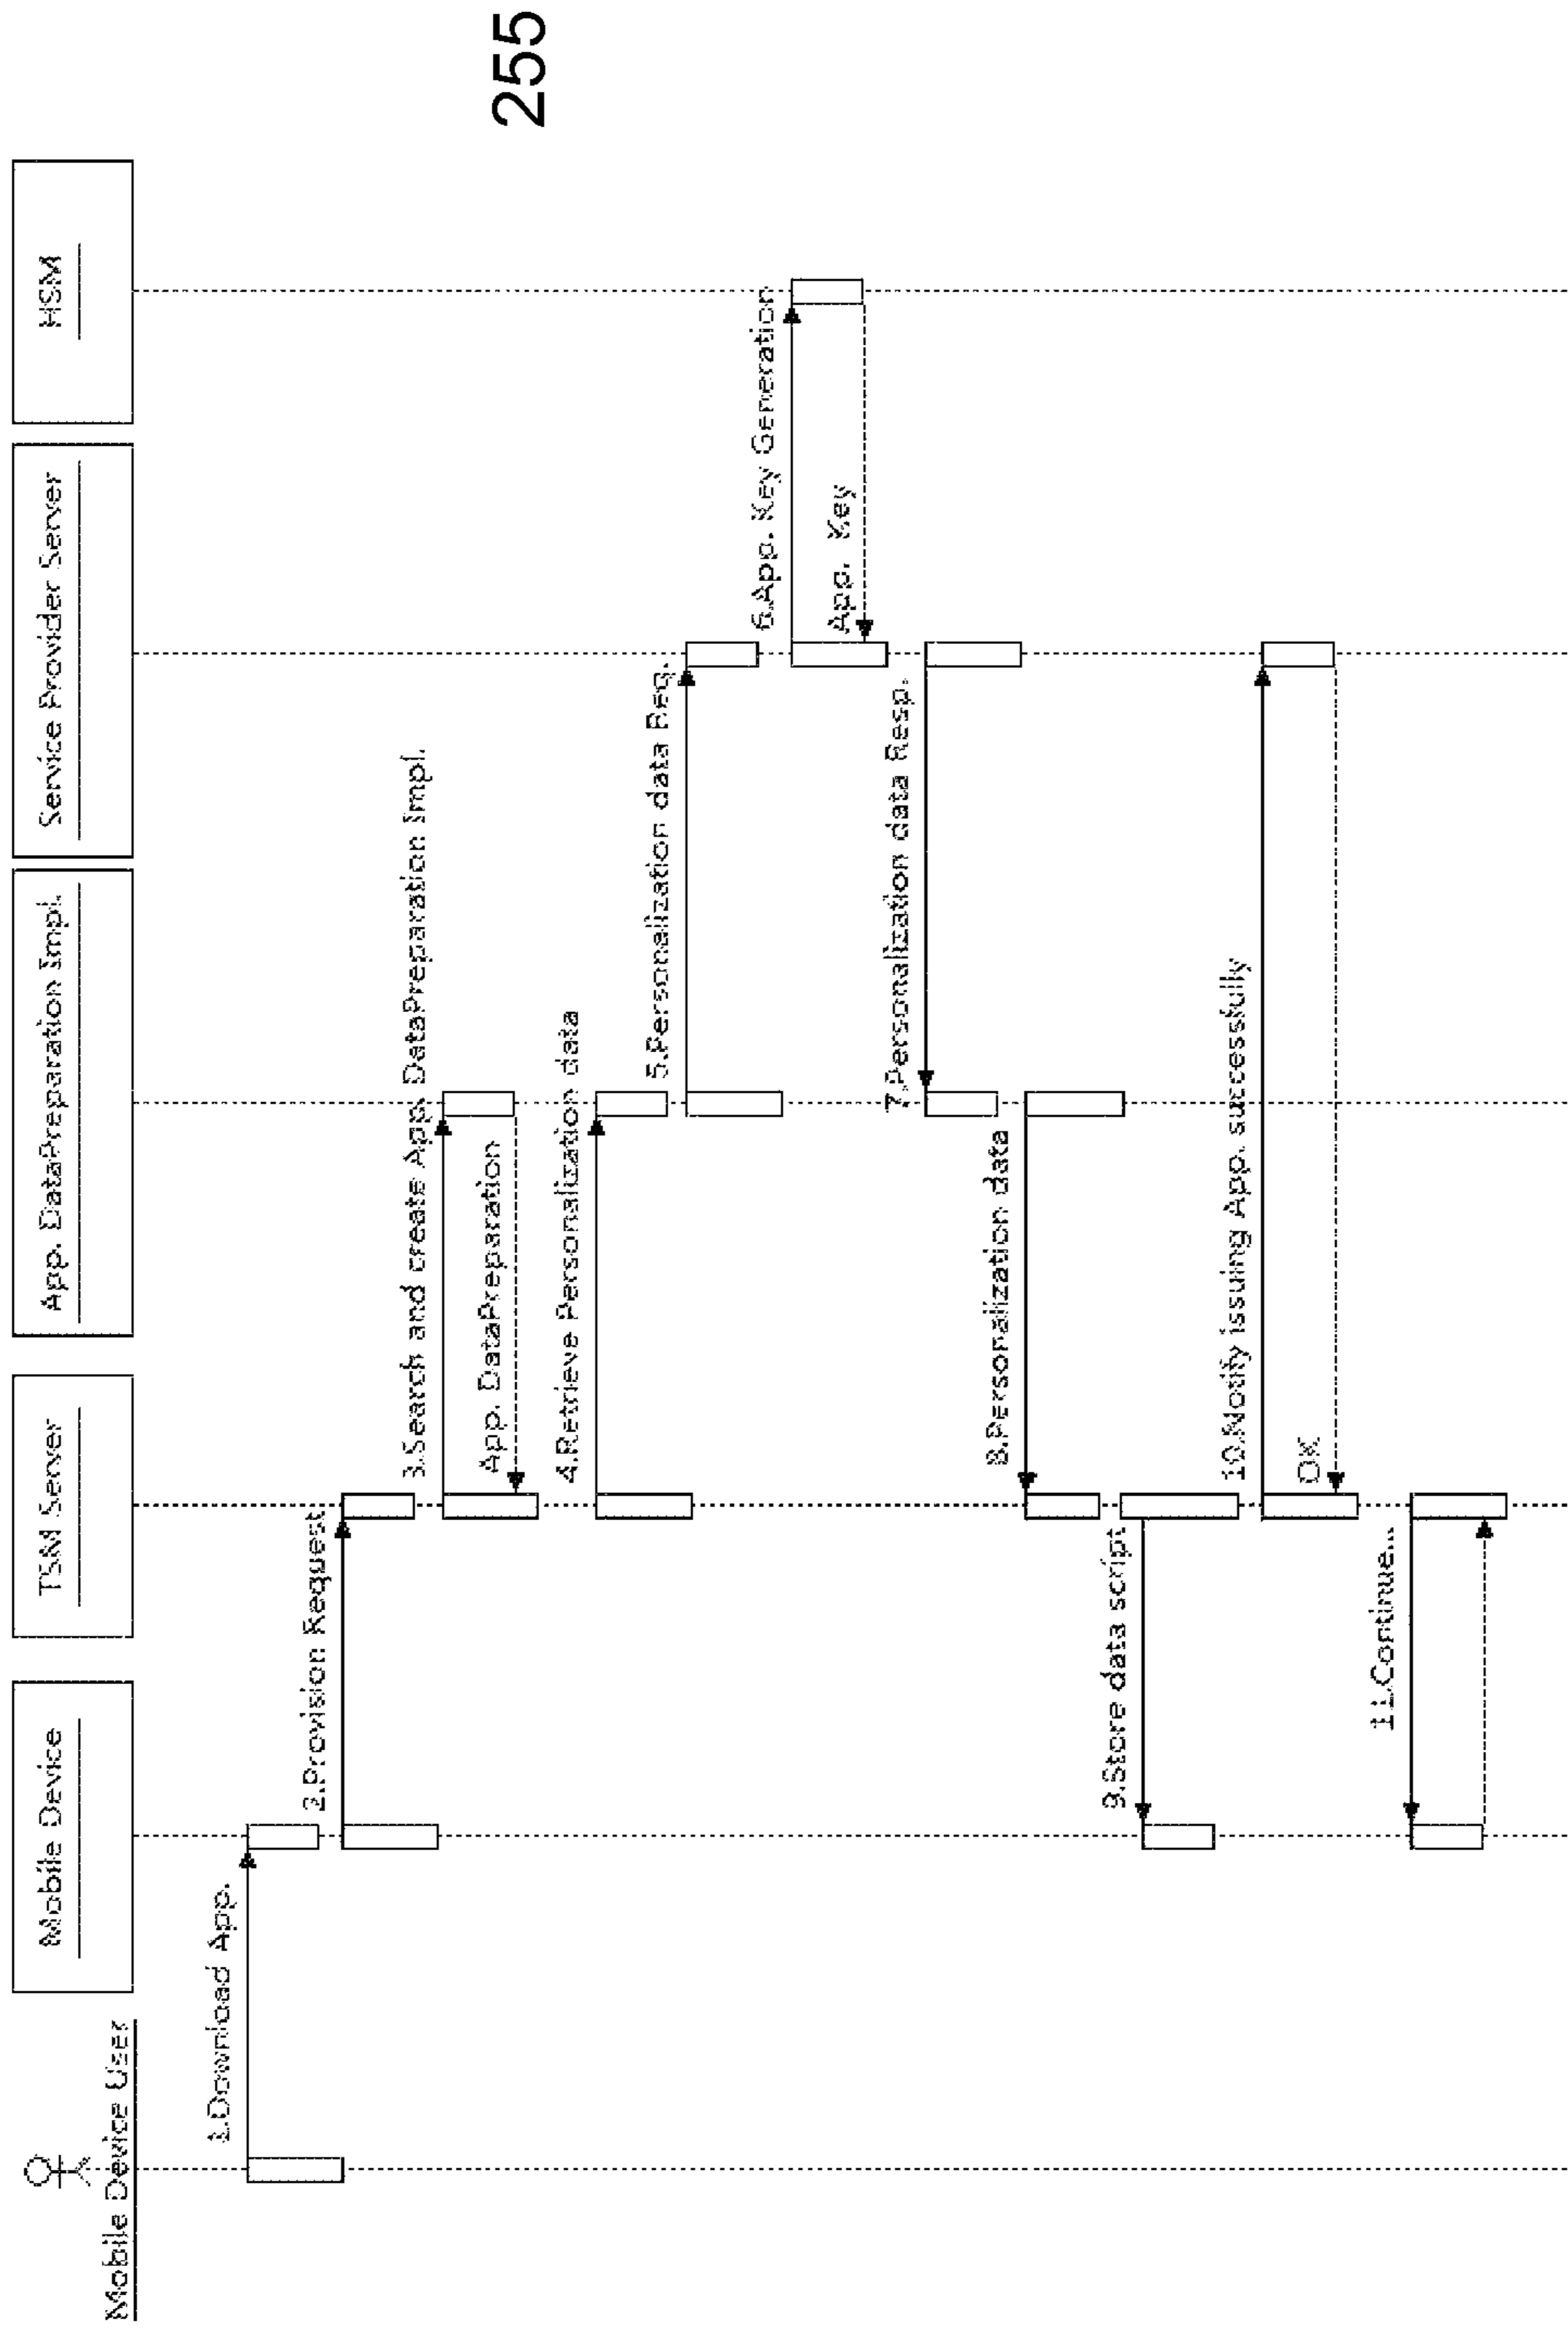 Mobile Device User
Mobile Device
TSM Server
App. DataPreparation Impl.
Service Provider Server
HSM
1.Download App.
2.Provision Request
3.Search and create App. DataPreparation Impl.
App. DataPreparation
4.Retrieve Personalization data
5.Personalization data Req.
6.App. Key Generation
App. Key
7.Personalization data Resp.
8.Personalization data
9.Store data script
10.Notify issuing App. successfully
OK
11.Continue...
255